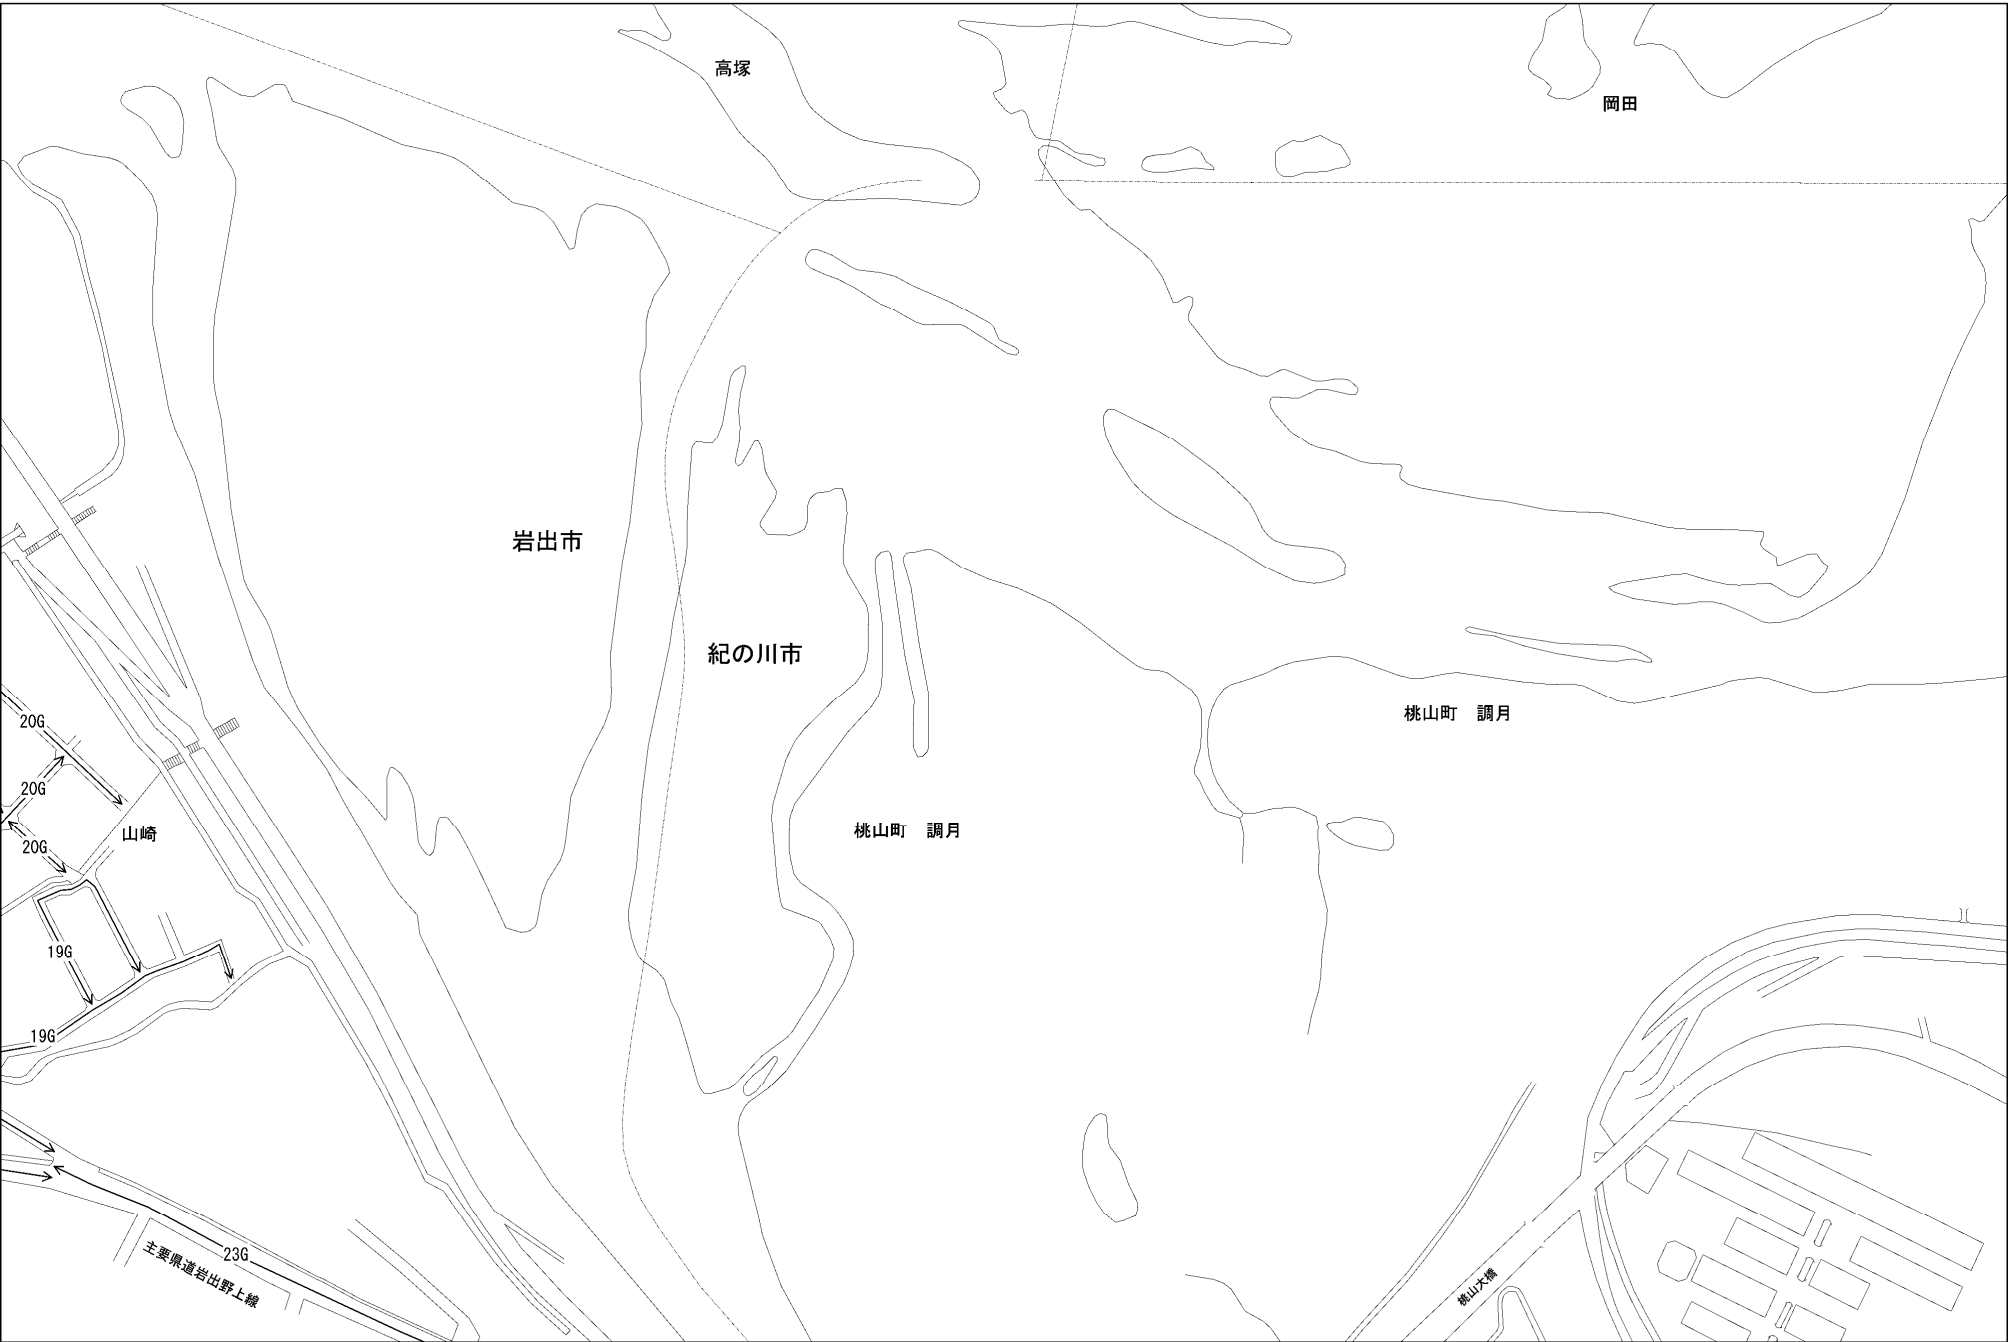 高塚
岡田
岩出市
紀の川市
桃山町　調月
20G
20G
桃山町　調月
山崎
20G
19G
19G
23G
主要県道岩出野上線
桃山大橋